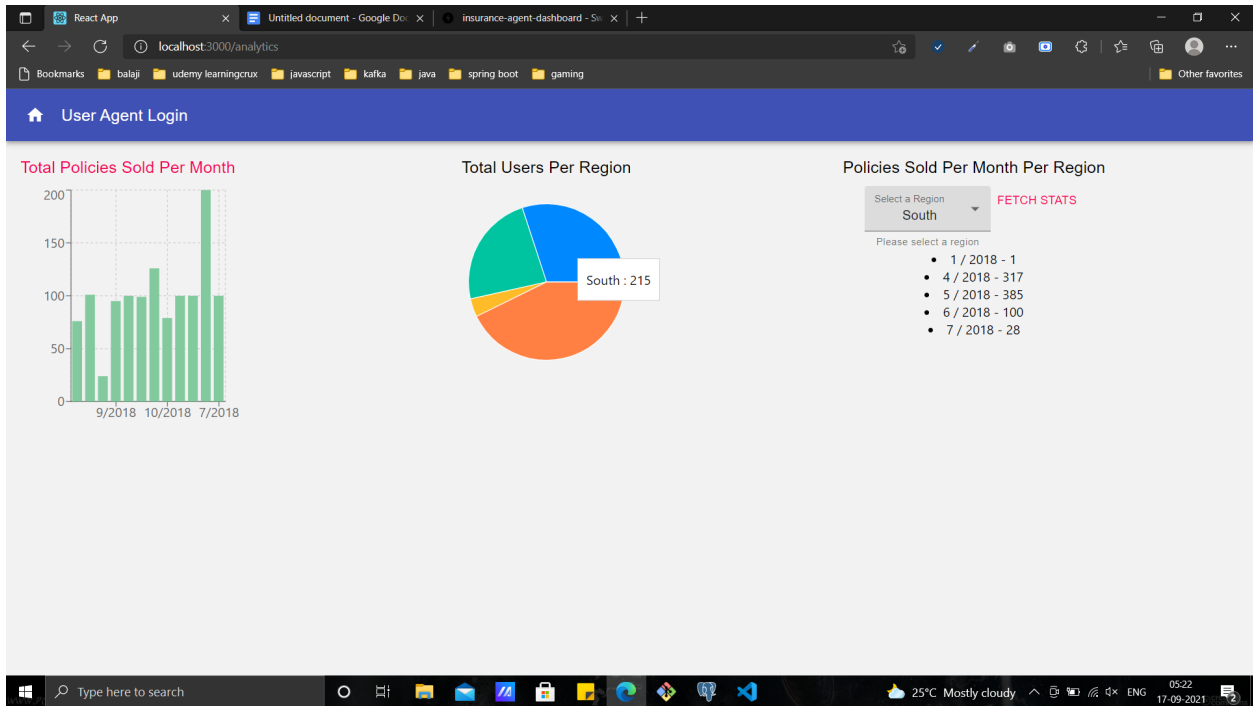 React App
Untitled document - Google Doc
insurance-agent-dashboard - Sw
localhost:3000/analytics
Bookmarks balaji udemy learningcrux javascript kafka java spring boot gaming Other favorites
User Agent Login
Total Policies Sold Per Month
200
150
100
50
0
9/2018 10/2018 7/2018
Total Users Per Region
South : 215
Policies Sold Per Month Per Region
Select a Region
South
FETCH STATS
Please select a region
1 / 2018 - 1
4 / 2018 - 317
5 / 2018 - 385
6 / 2018 - 100
7 / 2018 - 28
Type here to search
25°C Mostly cloudy
ENG
05:22
17-09-2021
2